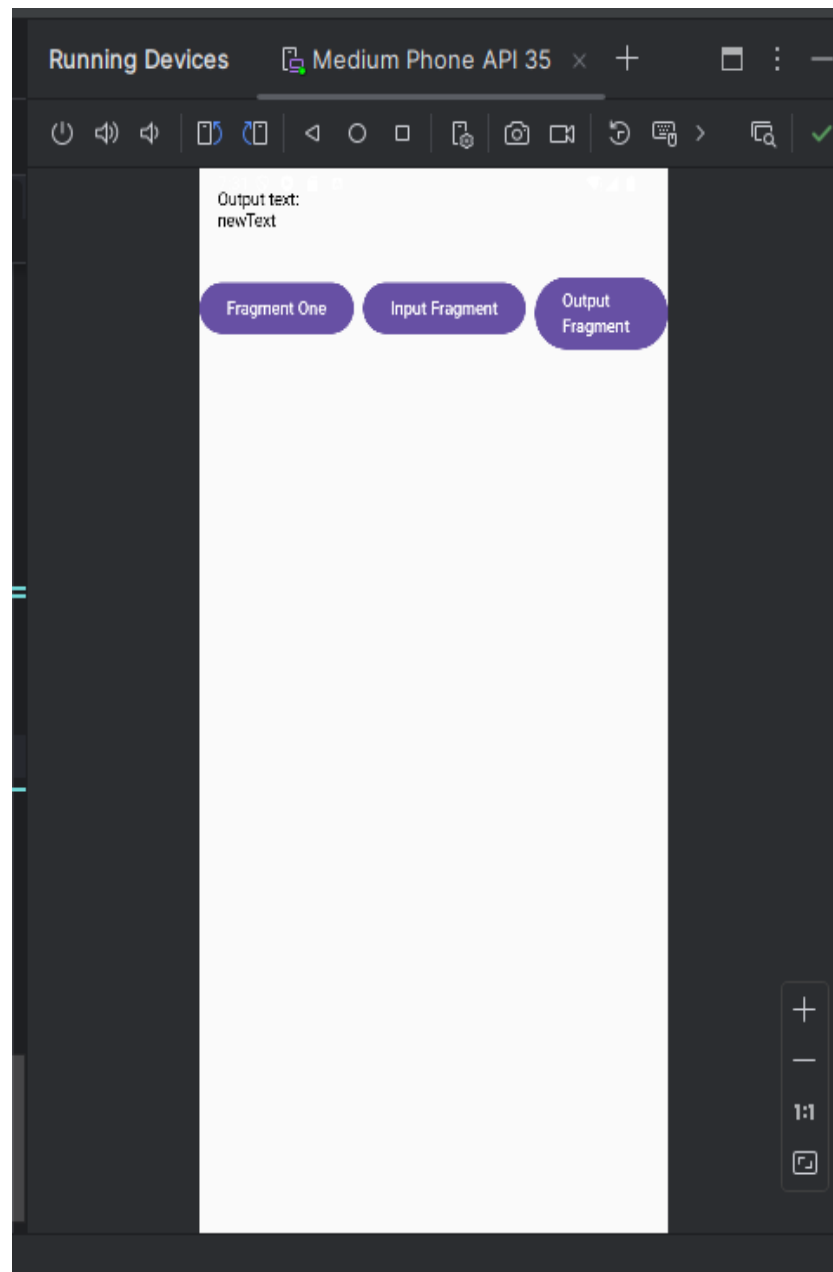 Running Devices Medium Phone API 35
Output text:
newText
Fragment One Input Fragment Output
Fragment
1:1